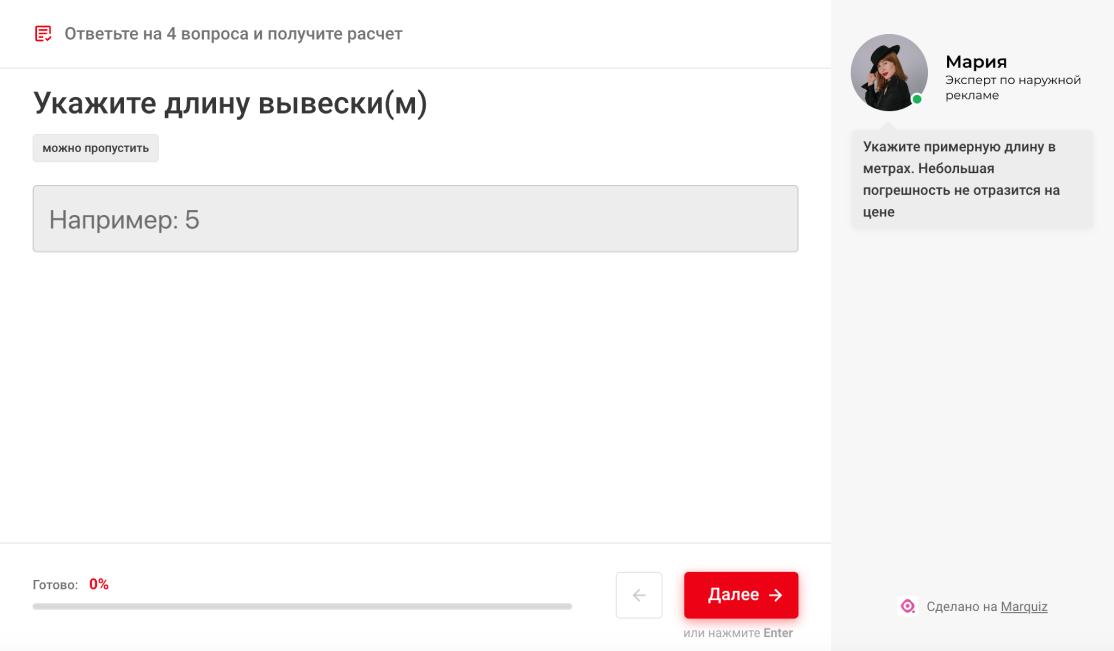 Ответьте на 4 вопроса и получите расчет
Укажите длину вывески(м)
можно пропустить
Например: 5
Готово: 0%
Далее
или нажмите Enter
Мария
Эксперт по наружной
рекламе
Укажите примерную длину в
метрах. Небольшая
погрешность не отразится на
цене
Сделано на Marquiz